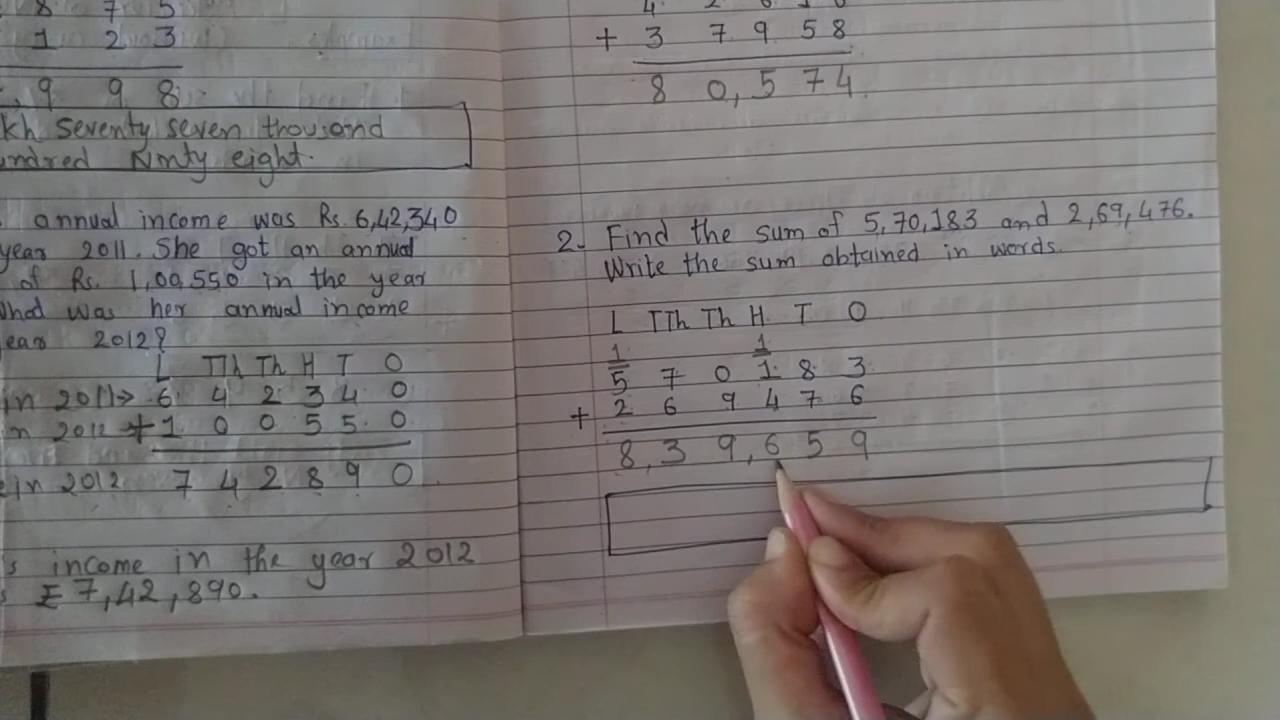 8 7 5
1 2 3
9 9 8
kh seventy seven thousand
undred Ninty eight.
annual income was Rs. 6,42,340
year 2011. She got an annual
of Rs. 1,00,550 in the year
What was her annual income
ear 2012?
L TTh Th H T O
in 2011→ 6 4 2 3 4 0
in 2012 → + 1 0 0 5 5 0
in 2012 7 4 2 8 9 0
s income in the year 2012
₹ 7,42,890.
+ 3 7 9 5 8
8 0, 5 7 4
2. Find the sum of 5,70,183 and 2,69,476.
Write the sum obtained in words.
L TTh Th H T O
1 1
5 7 0 1 8 3
+ 2 6 9 4 7 6
8, 3 9, 6 5 9